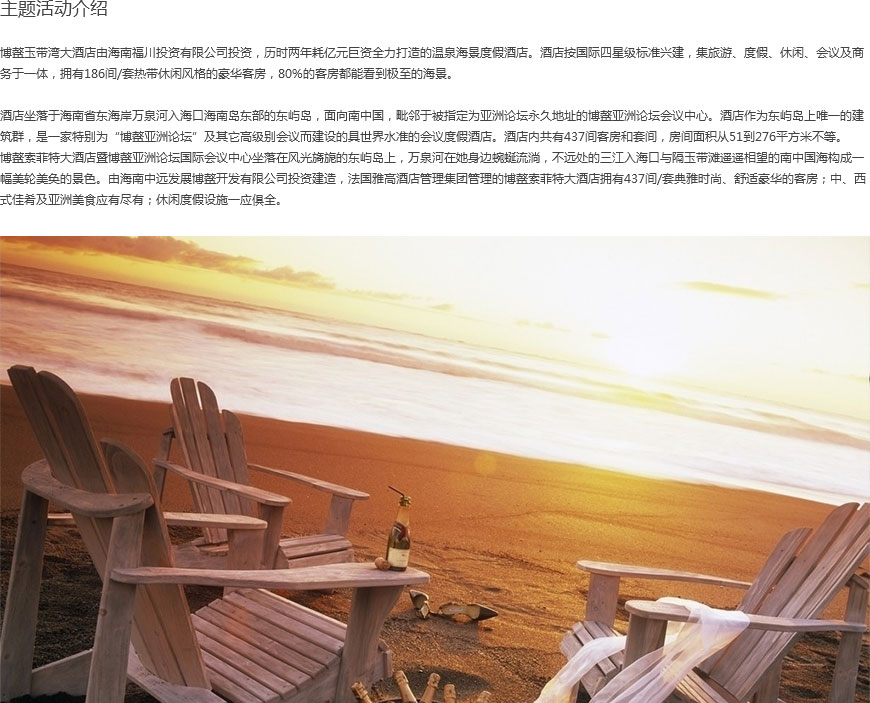 主题活动介绍
博鳌玉带湾大酒店由海南福川投资有限公司投资，历时两年耗亿元巨资全力打造的温泉海景度假酒店。酒店按国际四星级标准兴建，集旅游、度假、休闲、会议及商
务于一体，拥有186间/套热带休闲风格的豪华客房，80%的客房都能看到极至的海景。
酒店坐落于海南省东海岸万泉河入海口海南岛东部的东屿岛，面向南中国，毗邻于被指定为亚洲论坛永久地址的博鳌亚洲论坛会议中心。酒店作为东屿岛上唯一的建
筑群，是一家特别为“博鳌亚洲论坛”及其它高级别会议而建设的具世界水准的会议度假酒店。酒店内共有437间客房和套间，房间面积从51到276平方米不等。
博鳌索菲特大酒店暨博鳌亚洲论坛国际会议中心坐落在风光旖旎的东屿岛上，万泉河在她身边蜿蜒流淌，不远处的三江入海口与隔玉带滩遥遥相望的南中国海构成一
幅美轮美奂的景色。由海南中远发展博鳌开发有限公司投资建造，法国雅高酒店管理集团管理的博鳌索菲特大酒店拥有437间/套典雅时尚、舒适豪华的客房；中、西
式佳肴及亚洲美食应有尽有；休闲度假设施一应俱全。